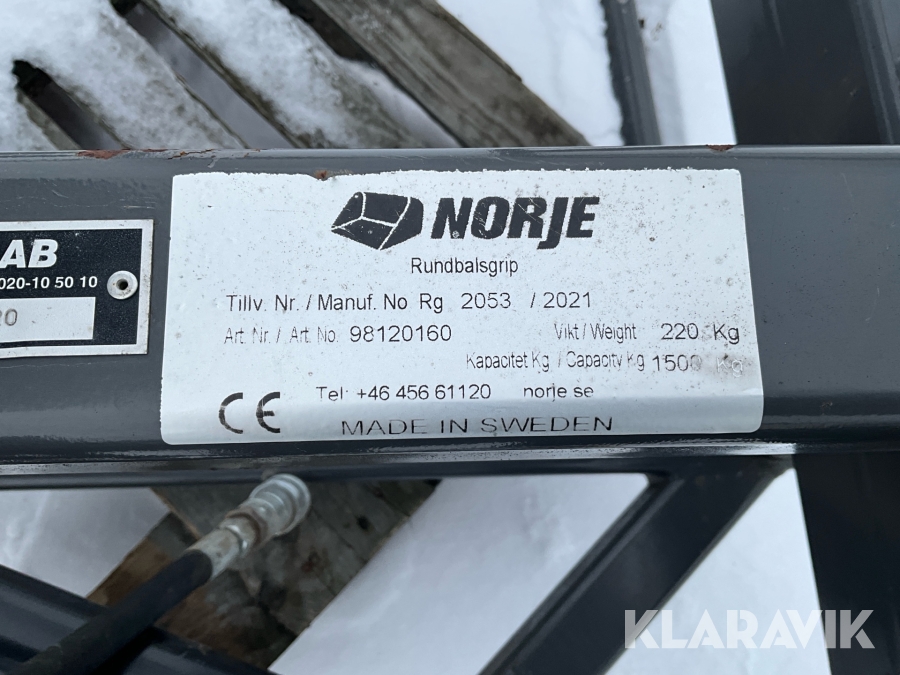 AB
020-10 50 10
20
NORJE
Rundbalsgrip
Tillv. Nr. / Manuf. No Rg 2053 / 2021
Art. Nr / Art. No. 98120160 Vikt / Weight 220 Kg
Kapacitet Kg / Capacity Kg 1500 Kg
Tel: +46 456 61120 norje se
CE MADE IN SWEDEN
KLARAVIK